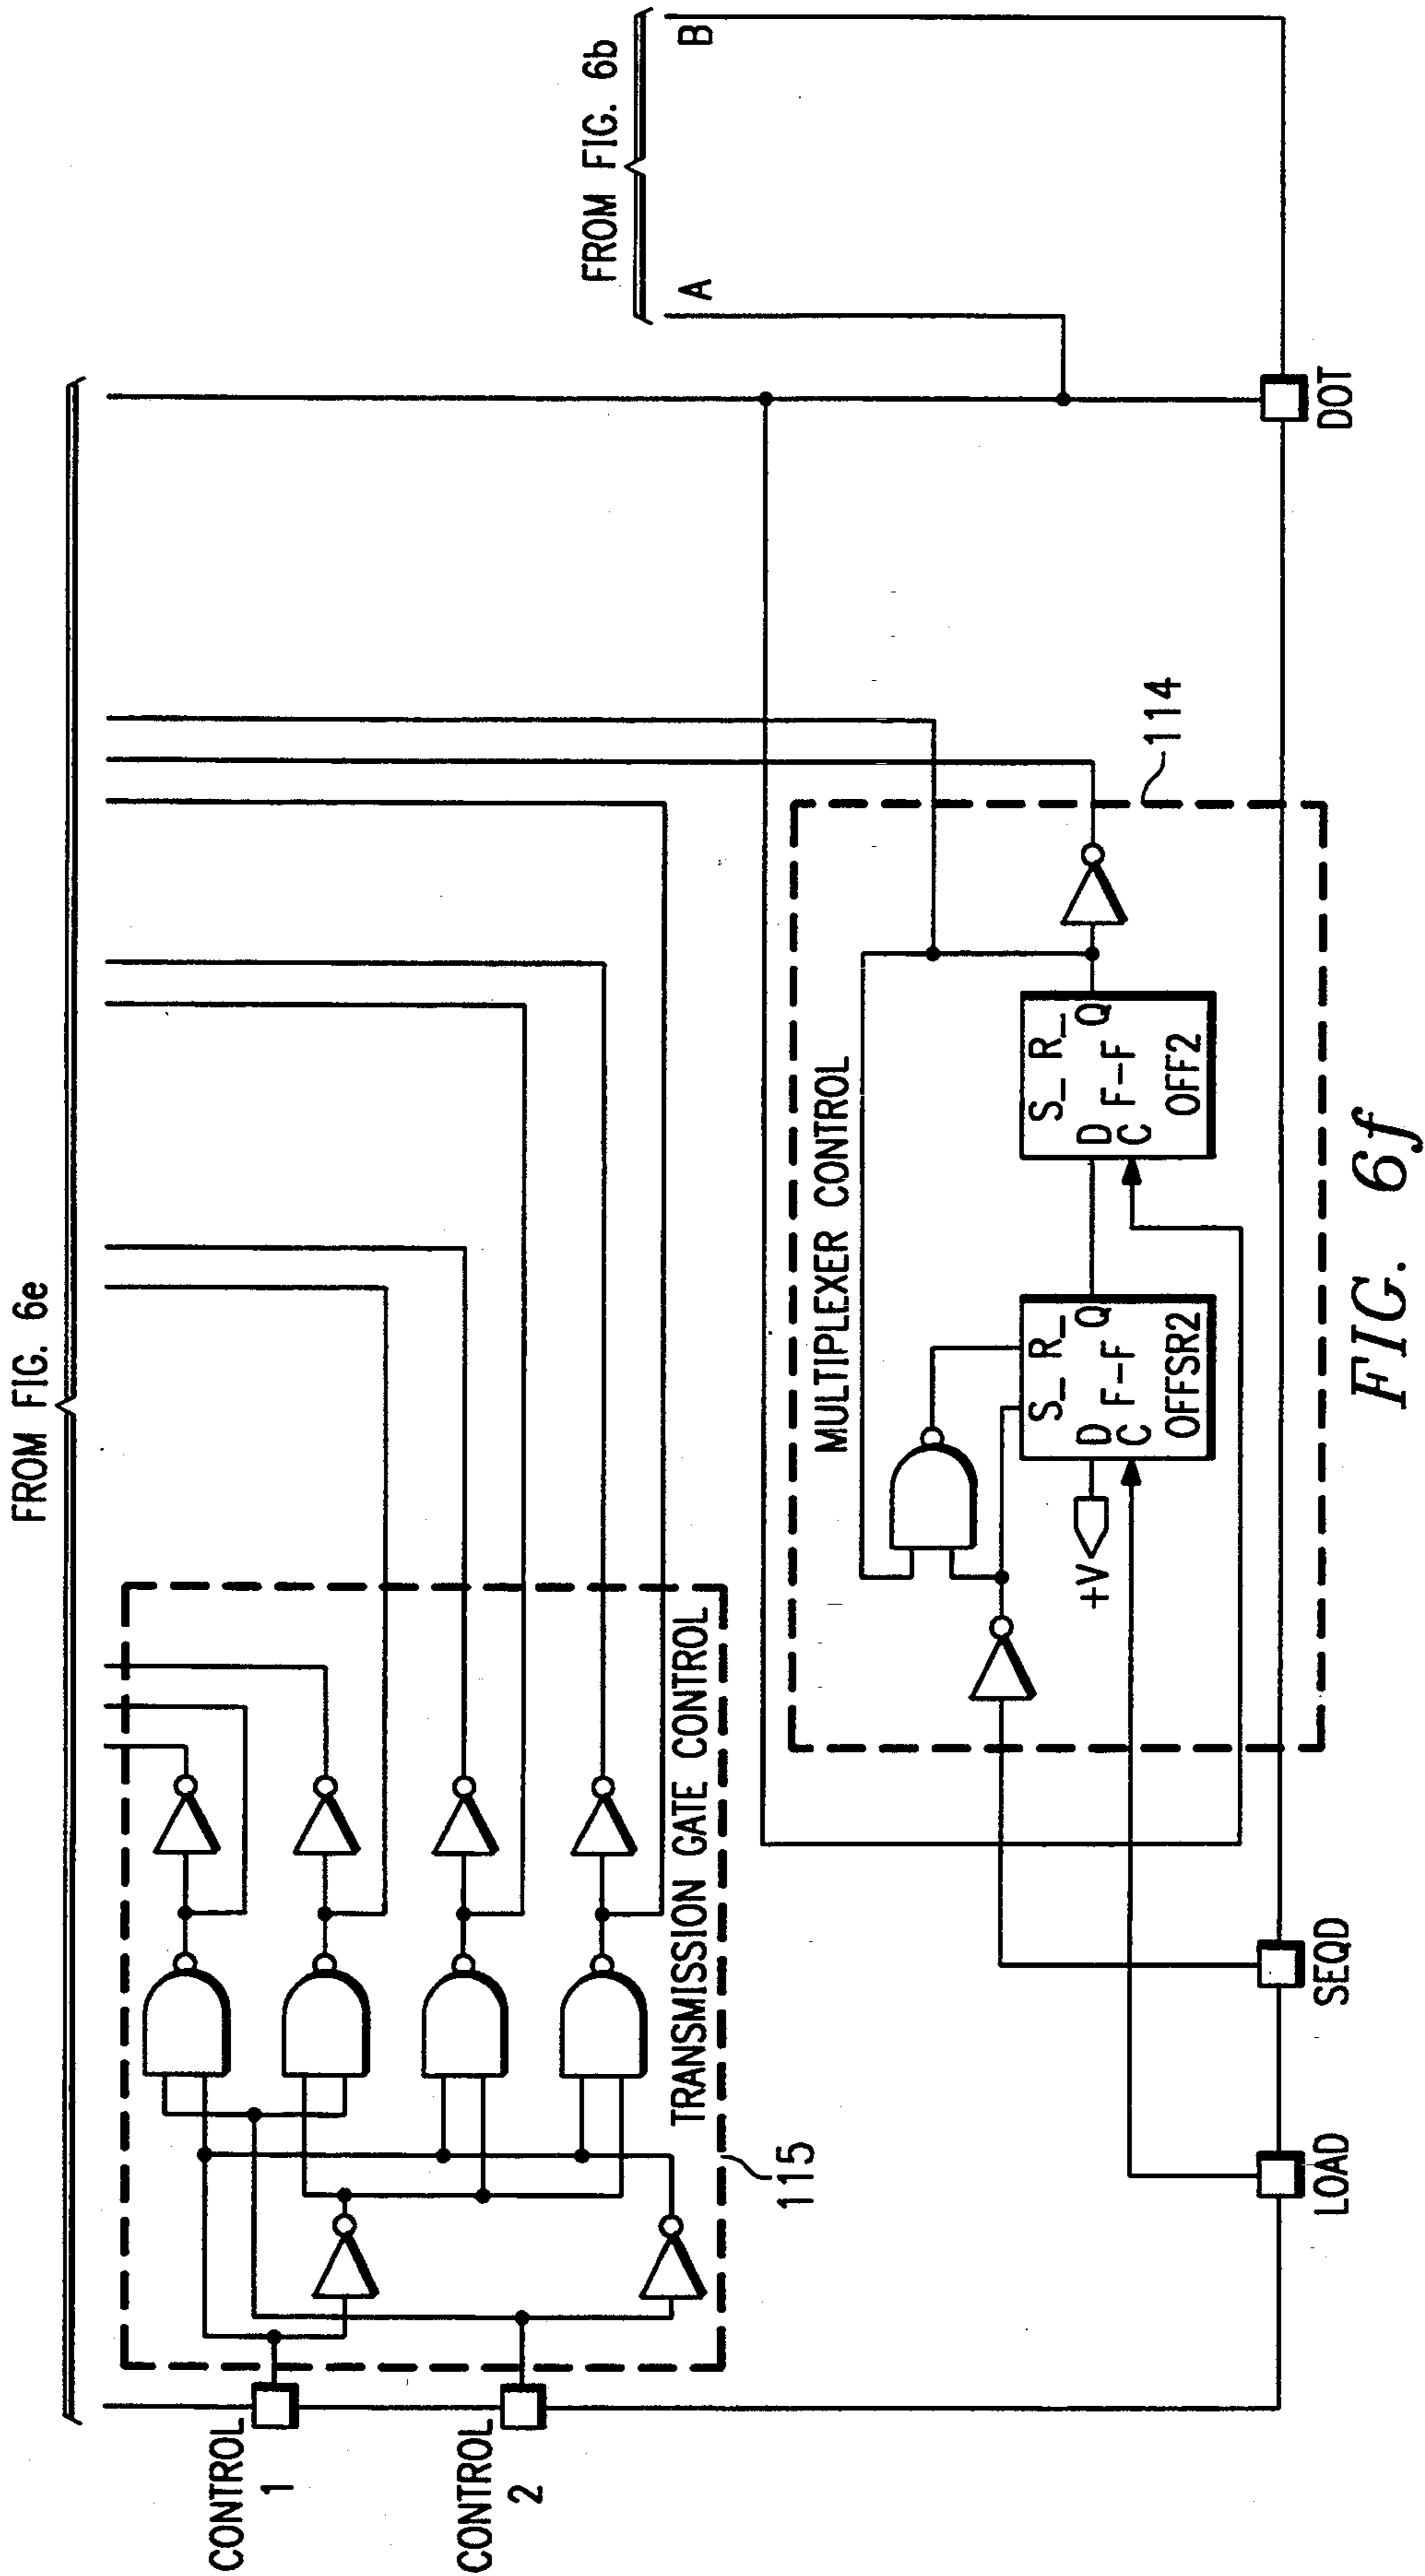 FROM FIG. 6e
FROM FIG. 6b
A
B
CONTROL
1
CONTROL
2
TRANSMISSION GATE CONTROL
115
MULTIPLEXER CONTROL
114
+V
S_ R_
D Q
C F-F
OFFSR2
S_ R_
D Q
C F-F
OFF2
LOAD
SEQD
DOT
FIG. 6f